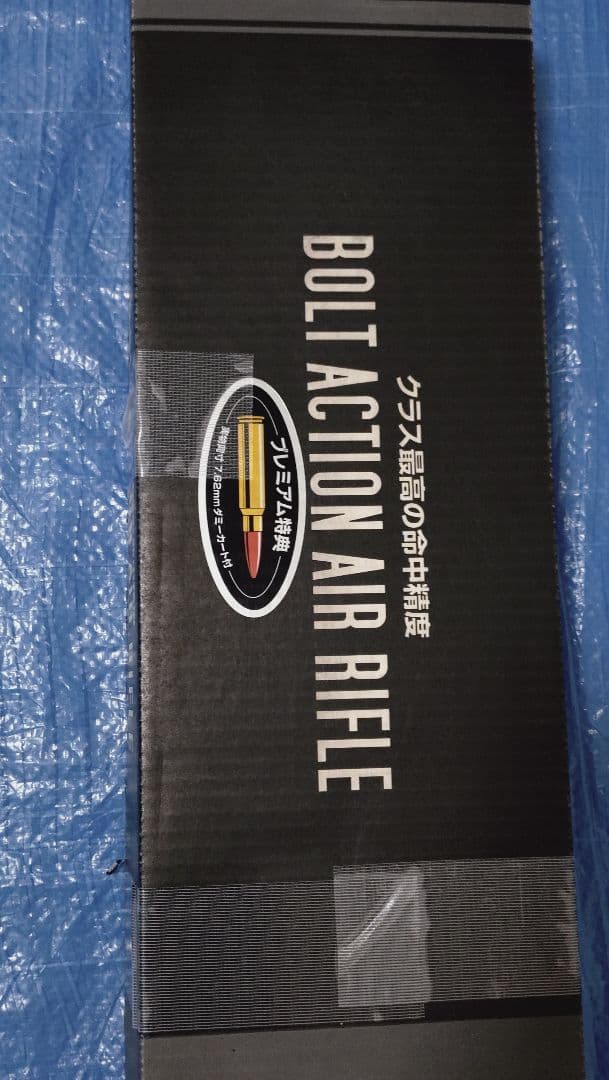 クラス最高の命中精度
BOLT ACTION AIR RIFLE
プレミアム特典
7.62mmダミーカート付